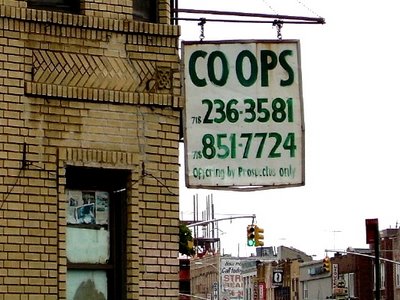 CO OPS
718 236-3581
718 851-7724
Offering by Prospectus only